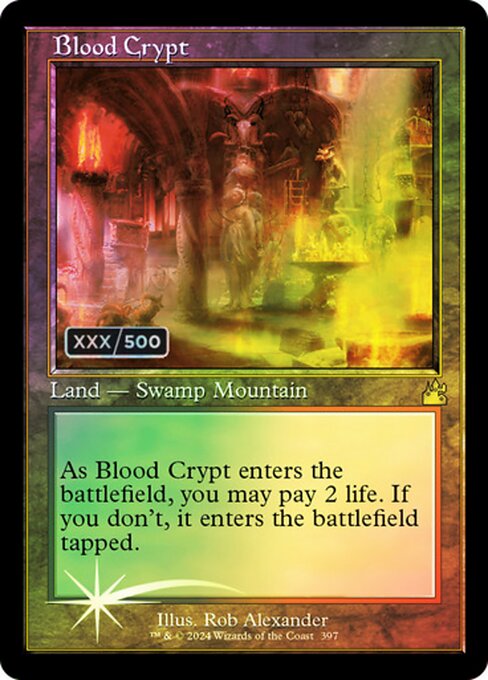 Blood Crypt
XXX/500
Land — Swamp Mountain
As Blood Crypt enters the
battlefield, you may pay 2 life. If
you don't, it enters the battlefield
tapped.
Illus. Rob Alexander
™ & © 2024 Wizards of the Coast 397